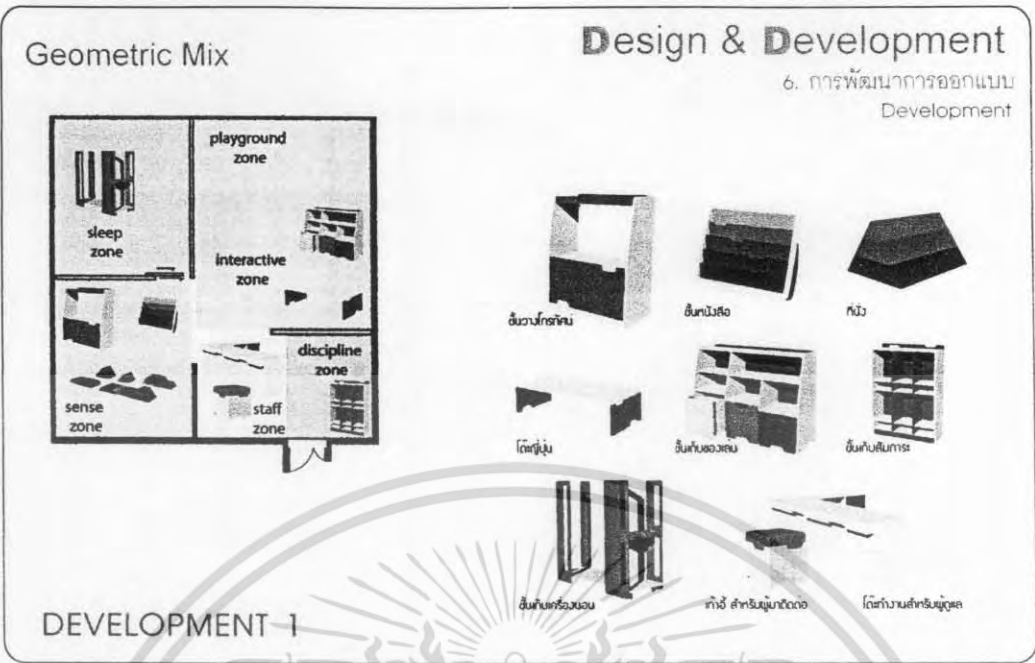 Geometric Mix
Design & Development
6. การพัฒนาการออกแบบ
Development
playground
zone
sleep
zone
interactive
zone
discipline
zone
sense
zone
staff
zone
ชั้นวางโทรทัศน์
ชั้นหนังสือ
ที่นั่ง
โต๊ะญี่ปุ่น
ชั้นเก็บของเล่น
ชั้นเก็บสัมภาระ
ชั้นเก็บเครื่องนอน
เก้าอี้ สำหรับผู้มาติดต่อ
โต๊ะทำงานสำหรับผู้ดูแล
DEVELOPMENT 1